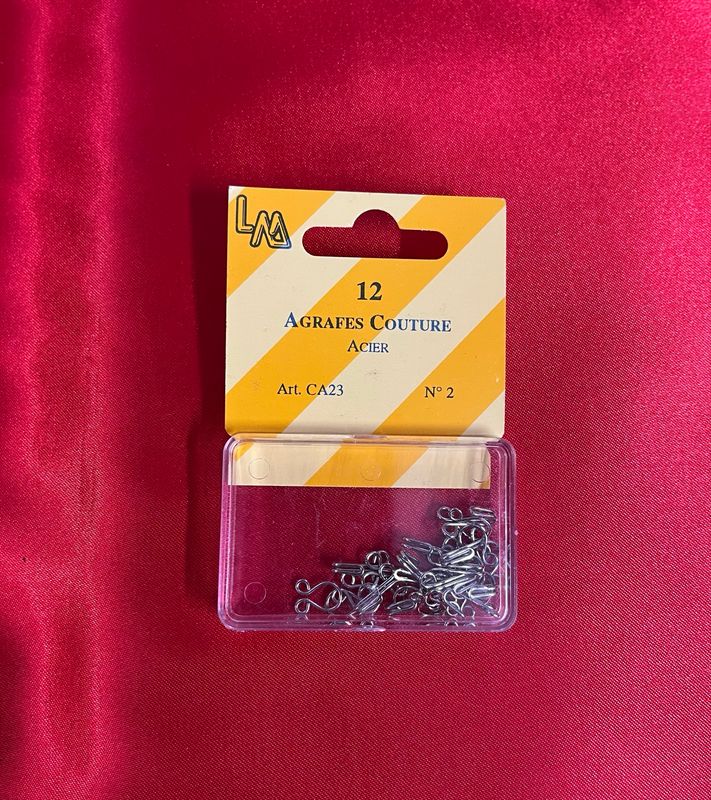 LM
12
AGRAFES COUTURE
ACIER
Art. CA23 N° 2